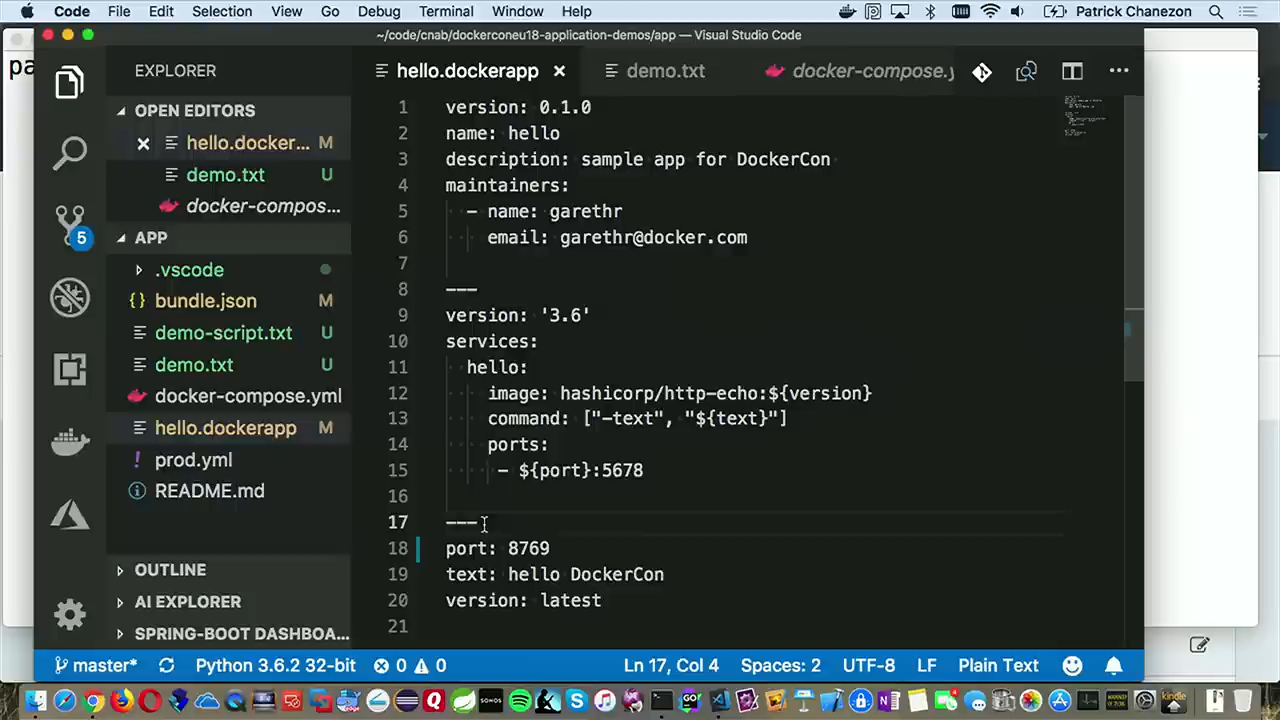 Code File Edit Selection View Go Debug Terminal Window Help Patrick Chanezon
~/code/cnab/dockerconeu18-application-demos/app — Visual Studio Code
pa
EXPLORER
hello.dockerapp
demo.txt
docker-compose.y
OPEN EDITORS
hello.docker... M
demo.txt U
docker-compos...
5
APP
.vscode
{} bundle.json M
demo-script.txt U
demo.txt U
docker-compose.yml
hello.dockerapp M
! prod.yml
README.md
OUTLINE
AI EXPLORER
SPRING-BOOT DASHBOA...
1 version: 0.1.0
2 name: hello
3 description: sample app for DockerCon
4 maintainers:
5 - name: garethr
6 email: garethr@docker.com
7
8 ---
9 version: '3.6'
10 services:
11 hello:
12 image: hashicorp/http-echo:${version}
13 command: ["-text", "${text}"]
14 ports:
15 - ${port}:5678
16
17 ---
18 port: 8769
19 text: hello DockerCon
20 version: latest
21
master* Python 3.6.2 32-bit 0 0 Ln 17, Col 4 Spaces: 2 UTF-8 LF Plain Text
SONOS GO kindle